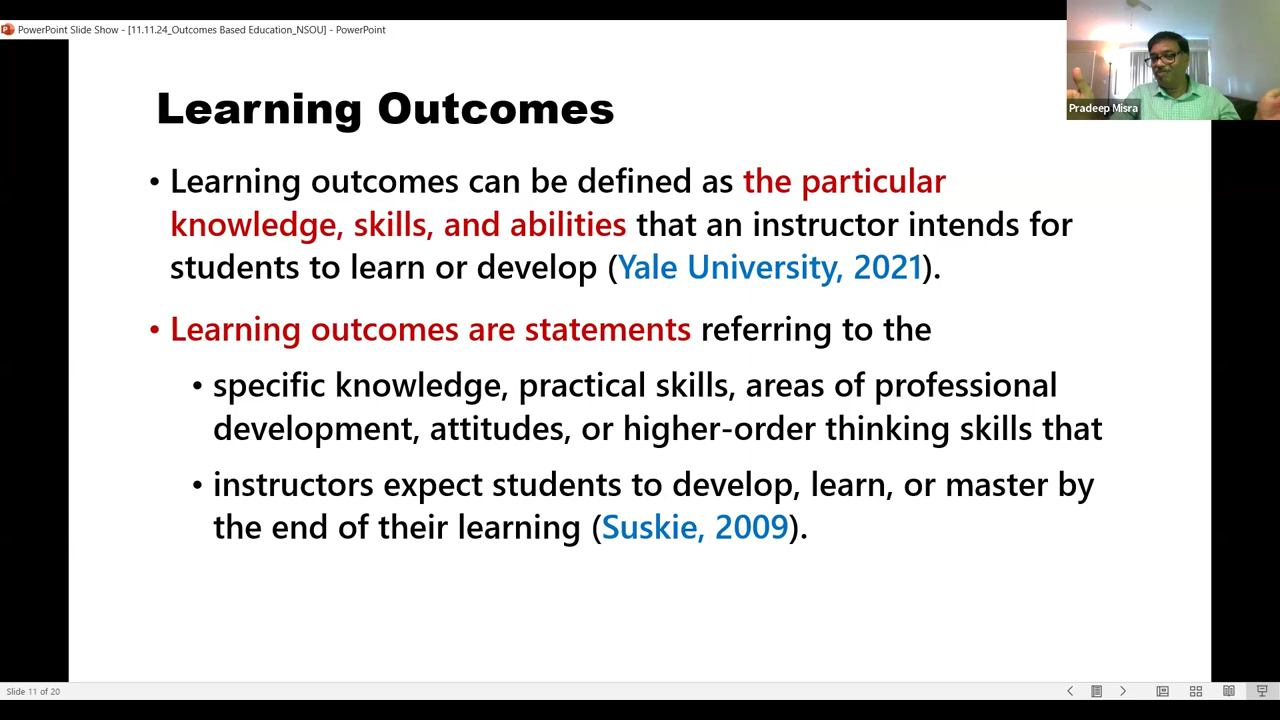 PowerPoint Slide Show - [11.11.24_Outcomes Based Education_NSOU] - PowerPoint
Pradeep Misra
Learning Outcomes
• Learning outcomes can be defined as the particular
knowledge, skills, and abilities that an instructor intends for
students to learn or develop (Yale University, 2021).
• Learning outcomes are statements referring to the
• specific knowledge, practical skills, areas of professional
development, attitudes, or higher-order thinking skills that
• instructors expect students to develop, learn, or master by
the end of their learning (Suskie, 2009).
Slide 11 of 20